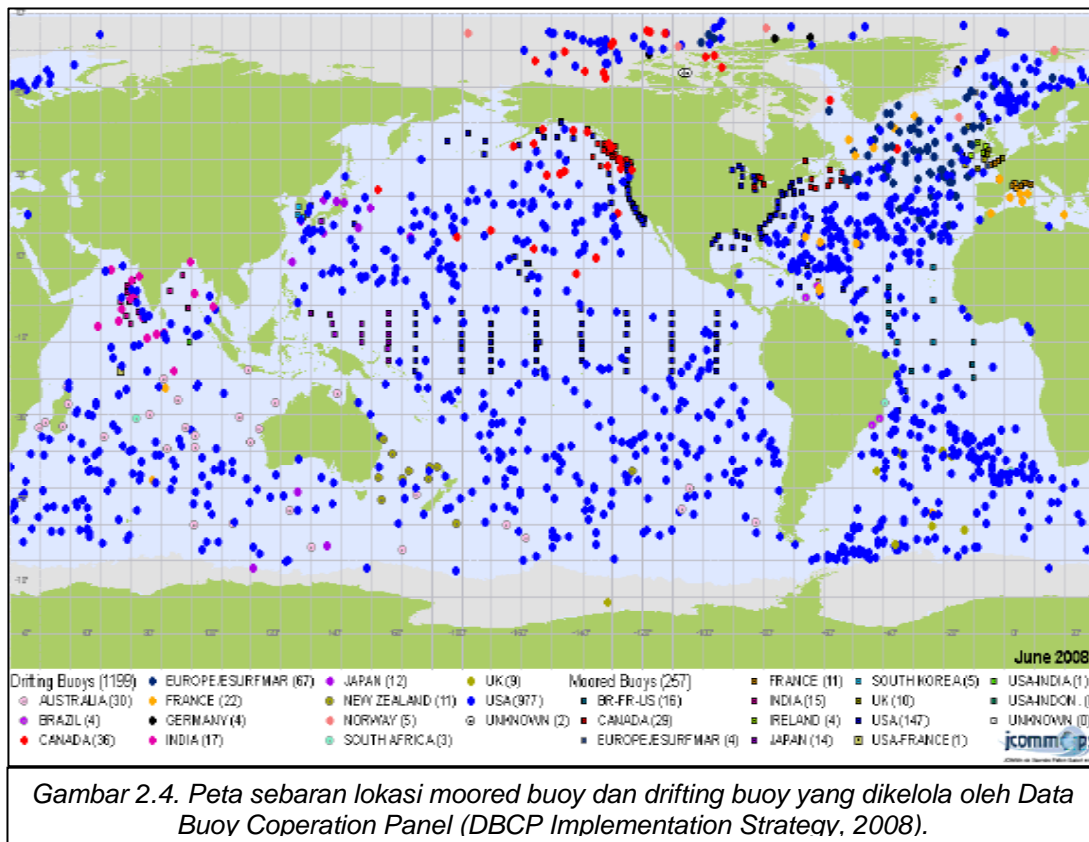 June 2008
Drifting Buoys (1199)
AUSTRALIA (30)
BRAZIL (4)
CANADA (36)
EUROPE/ESURFMAR (67)
FRANCE (22)
GERMANY (4)
INDIA (17)
JAPAN (12)
NEW ZEALAND (11)
NORWAY (5)
SOUTH AFRICA (3)
UK (9)
USA (977)
UNKNOWN (2)
Moored Buoys (257)
BR-FR-US (16)
CANADA (29)
EUROPE/ESURFMAR (4)
FRANCE (11)
INDIA (15)
IRELAND (4)
JAPAN (14)
SOUTH KOREA (5)
UK (10)
USA (147)
USA-FRANCE (1)
USA-INDIA (1)
USA-INDON. (
UNKNOWN (0)
jcommops
Gambar 2.4. Peta sebaran lokasi moored buoy dan drifting buoy yang dikelola oleh Data
Buoy Coperation Panel (DBCP Implementation Strategy, 2008).